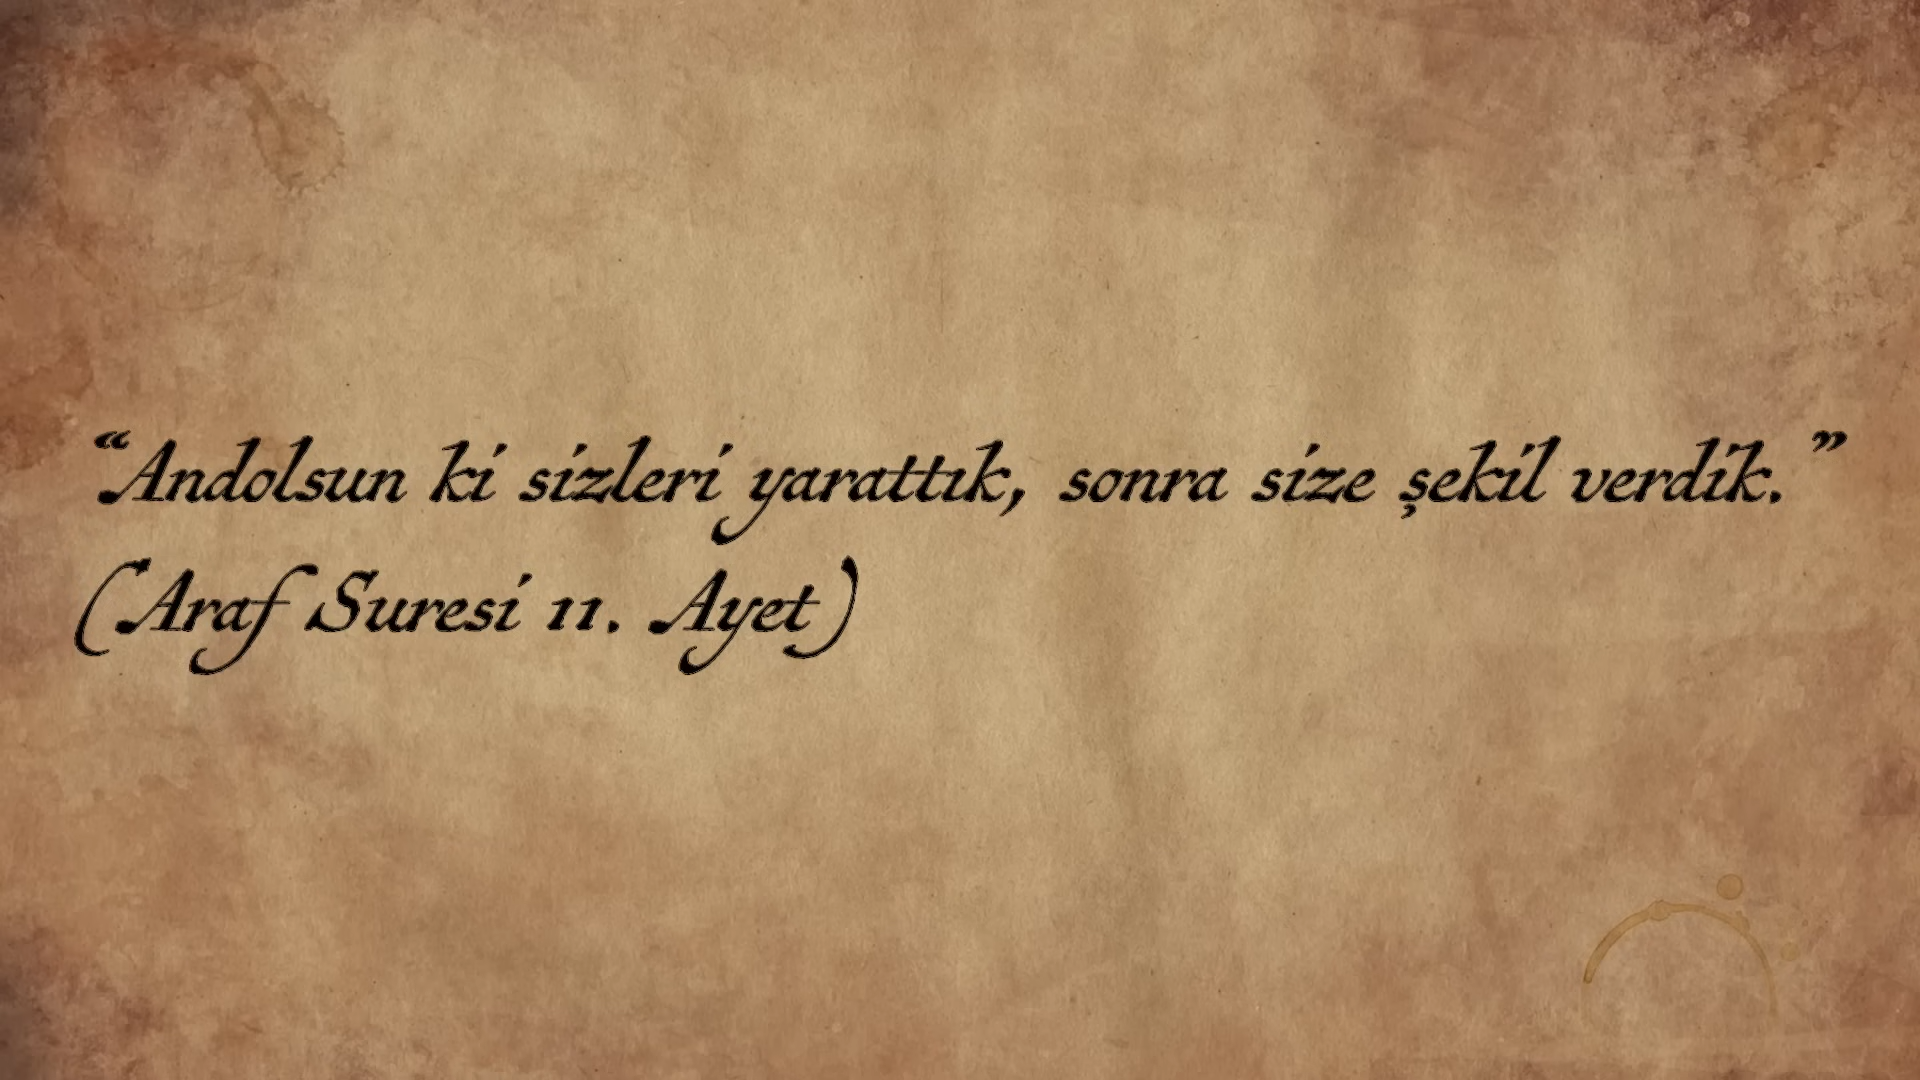 “Andolsun ki sizleri yarattık, sonra size şekil verdik.”
(Araf Suresi 11. Ayet)